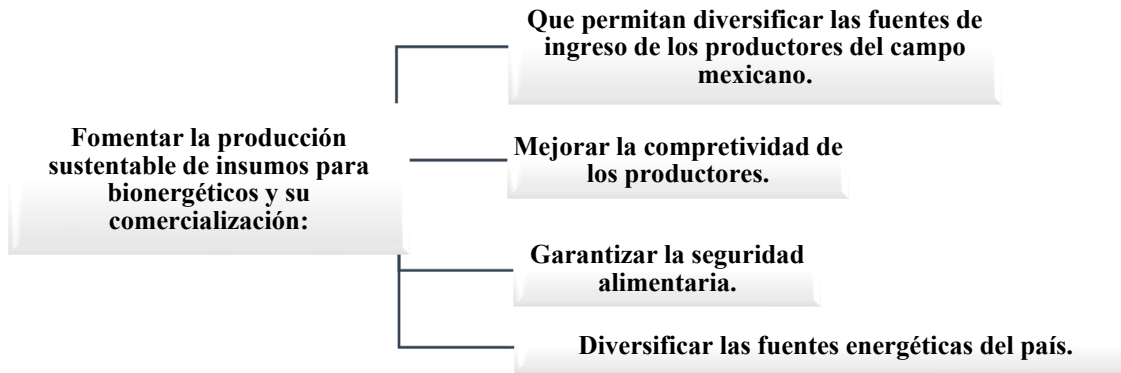 Fomentar la producción
sustentable de insumos para
bionergéticos y su
comercialización:
Que permitan diversificar las fuentes de
ingreso de los productores del campo
mexicano.
Mejorar la compretividad de
los productores.
Garantizar la seguridad
alimentaria.
Diversificar las fuentes energéticas del país.